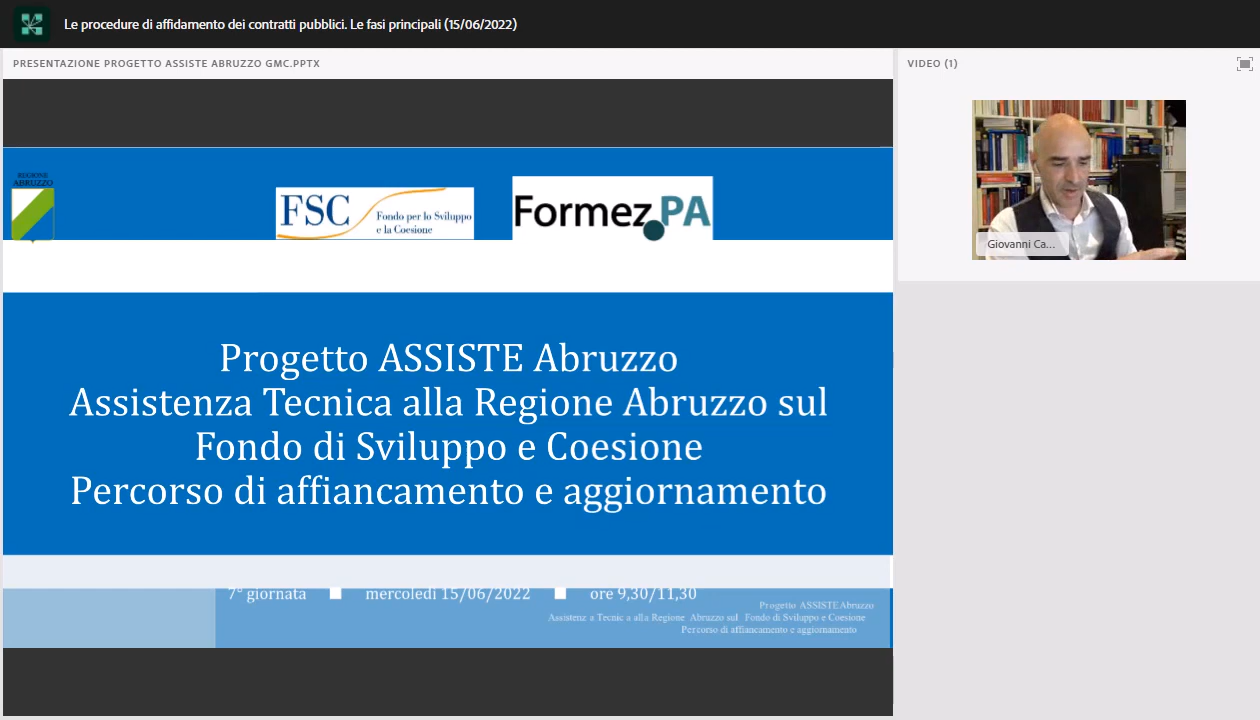 Le procedure di affidamento dei contratti pubblici. Le fasi principali (15/06/2022)
PRESENTAZIONE PROGETTO ASSISTE ABRUZZO GMC.PPTX
VIDEO (1)
REGIONE
ABRUZZO
FSC Fondo per lo Sviluppo
e la Coesione
Formez PA
Giovanni Ca...
Progetto ASSISTE Abruzzo
Assistenza Tecnica alla Regione Abruzzo sul
Fondo di Sviluppo e Coesione
Percorso di affiancamento e aggiornamento
7° giornata ■ mercoledì 15/06/2022 ■ ore 9,30/11,30
Progetto ASSISTE Abruzzo
Assistenz a Tecnic a alla Regione Abruzzo sul Fondo di Sviluppo e Coesione
Percorso di affiancamento e aggiornamento